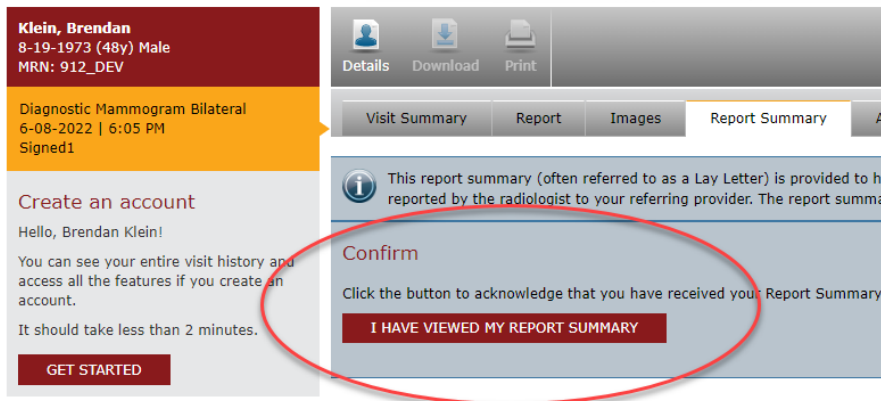 Klein, Brendan
8-19-1973 (48y) Male
MRN: 912_DEV
Diagnostic Mammogram Bilateral
6-08-2022 | 6:05 PM
Signed1
Create an account
Hello, Brendan Klein!
You can see your entire visit history and
access all the features if you create an
account.
It should take less than 2 minutes.
GET STARTED
Details Download Print
Visit Summary Report Images Report Summary A
This report summary (often referred to as a Lay Letter) is provided to h
reported by the radiologist to your referring provider. The report summa
Confirm
Click the button to acknowledge that you have received your Report Summary
I HAVE VIEWED MY REPORT SUMMARY